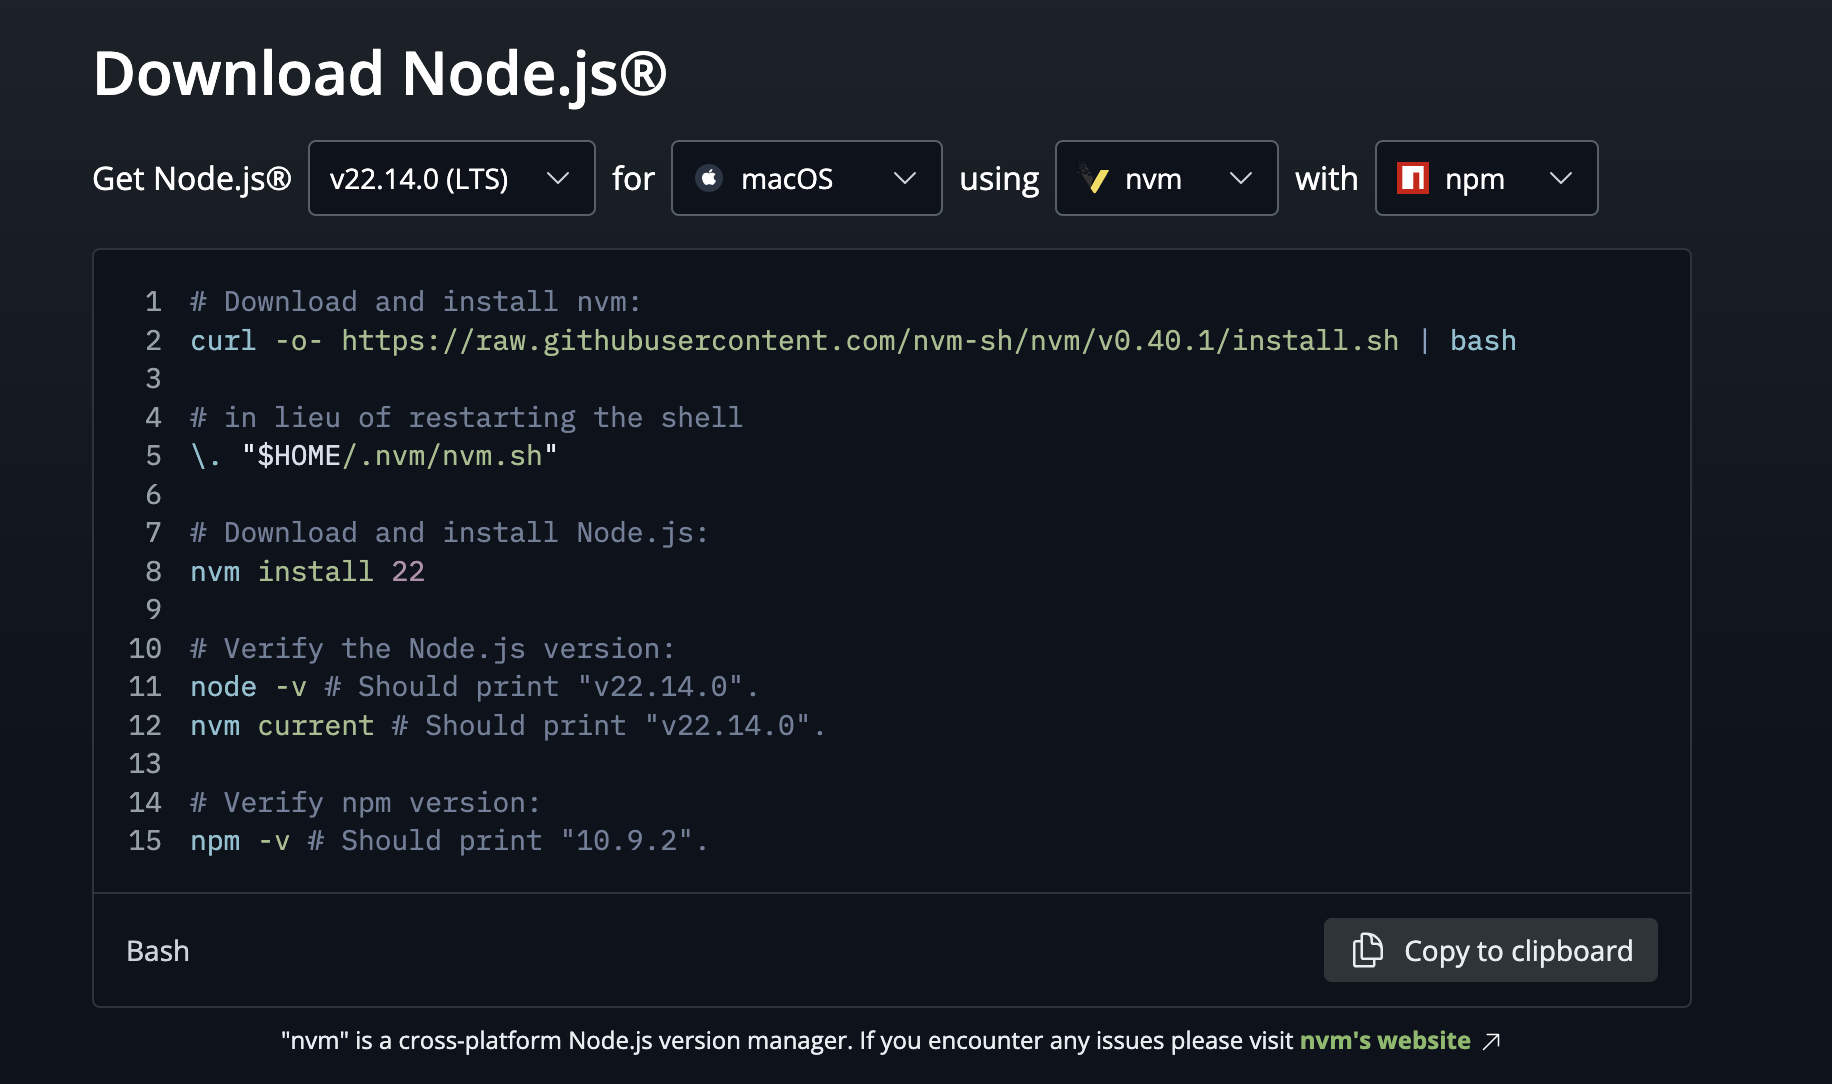 Download Node.js®
Get Node.js® v22.14.0 (LTS) for macOS using nvm with npm
1 # Download and install nvm:
2 curl -o- https://raw.githubusercontent.com/nvm-sh/nvm/v0.40.1/install.sh | bash
3
4 # in lieu of restarting the shell
5 \. "$HOME/.nvm/nvm.sh"
6
7 # Download and install Node.js:
8 nvm install 22
9
10 # Verify the Node.js version:
11 node -v # Should print "v22.14.0".
12 nvm current # Should print "v22.14.0".
13
14 # Verify npm version:
15 npm -v # Should print "10.9.2".
Bash Copy to clipboard
"nvm" is a cross-platform Node.js version manager. If you encounter any issues please visit nvm's website